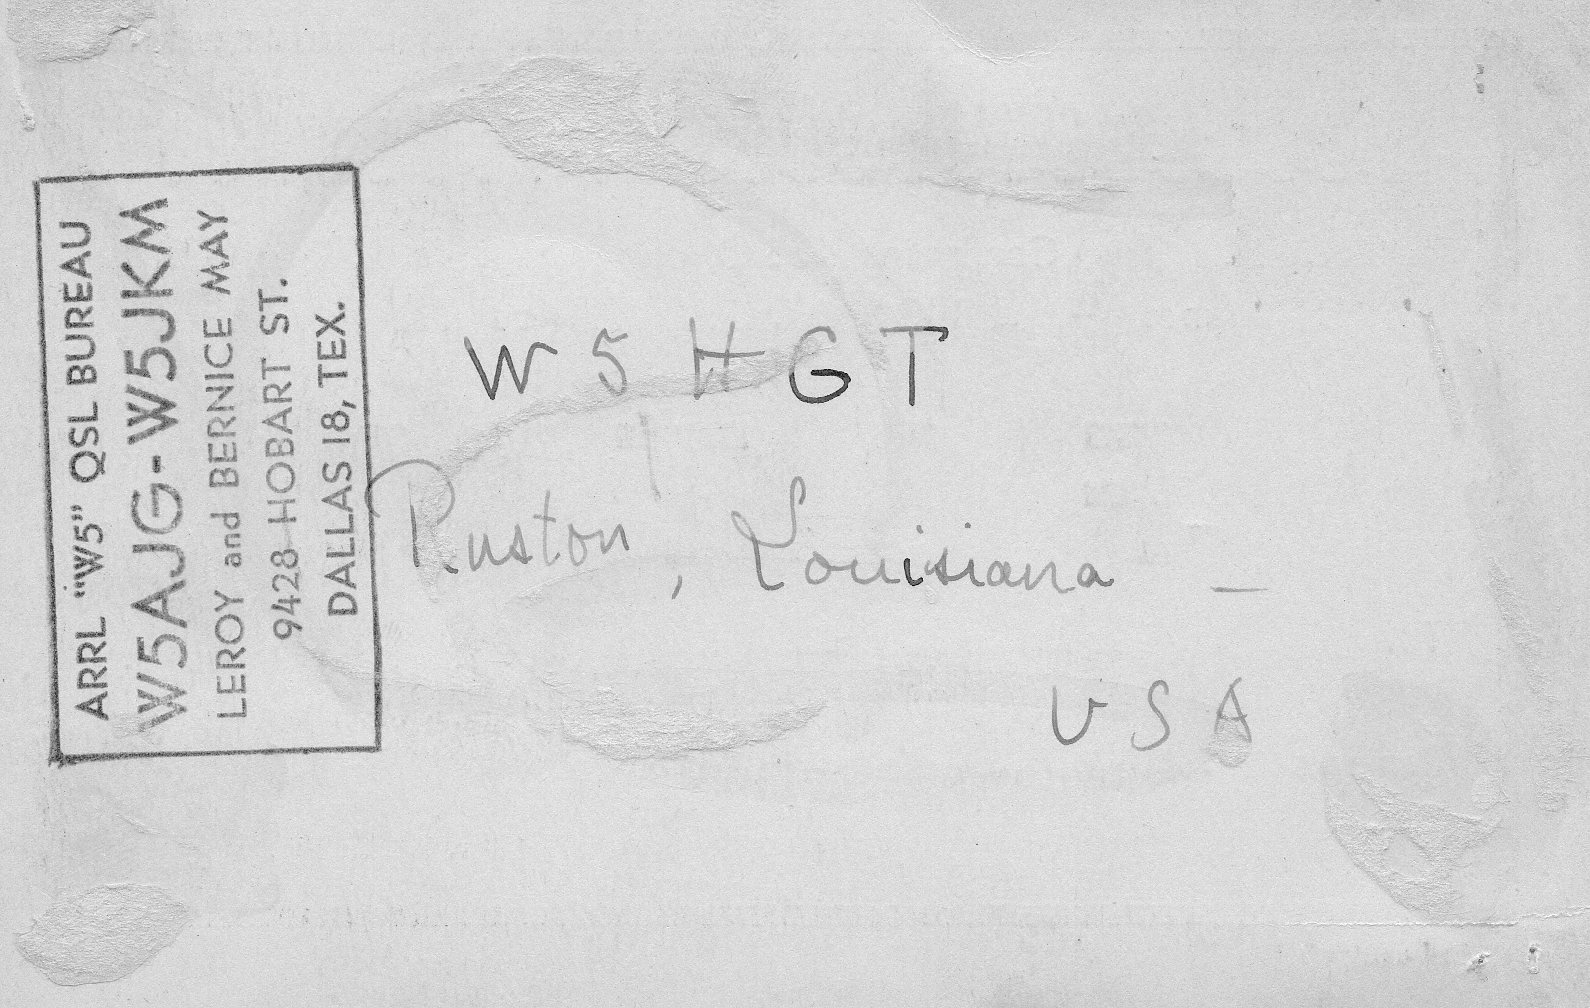 ARRL "W5" QSL BUREAU
W5AJG-W5JKM
LEROY and BERNICE MAY
9428 HOBART ST.
DALLAS 18, TEX.
W5HGT
Ruston, Louisiana —
USA